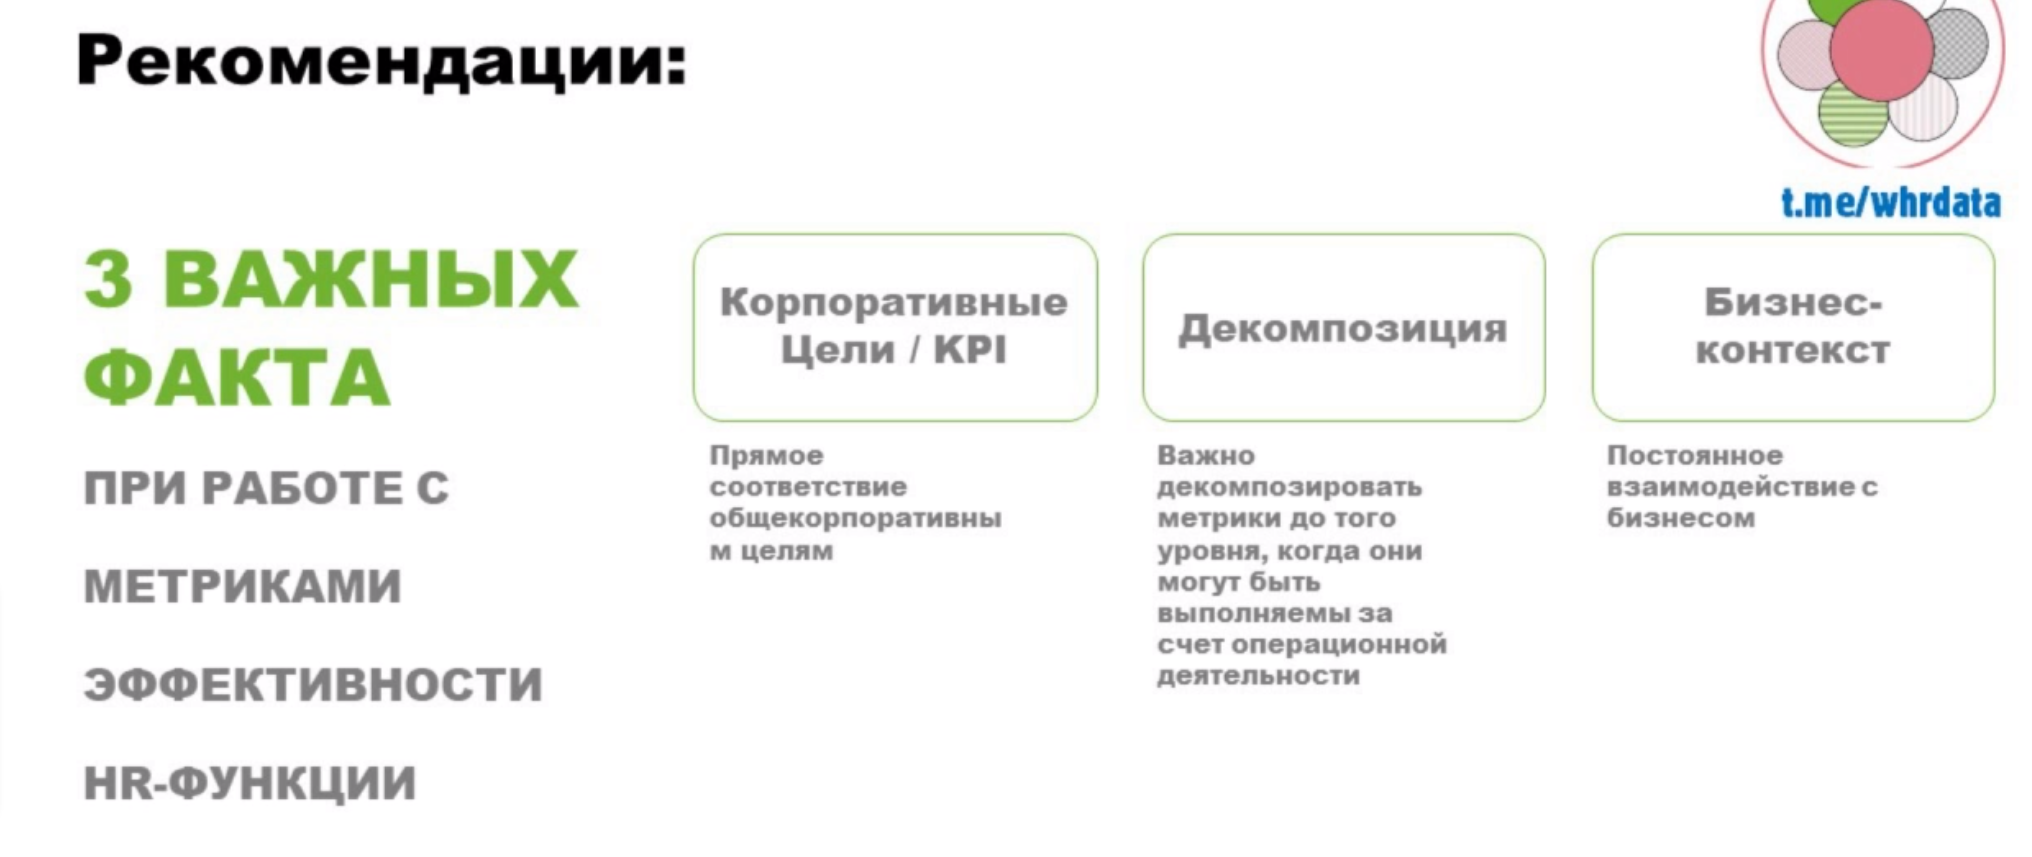 Рекомендации:
t.me/whrdata
3 ВАЖНЫХ
ФАКТА
ПРИ РАБОТЕ С
МЕТРИКАМИ
ЭФФЕКТИВНОСТИ
HR-ФУНКЦИИ
Корпоративные
Цели / KPI
Прямое
соответствие
общекорпоративны
м целям
Декомпозиция
Важно
декомпозировать
метрики до того
уровня, когда они
могут быть
выполняемы за
счет операционной
деятельности
Бизнес-
контекст
Постоянное
взаимодействие с
бизнесом